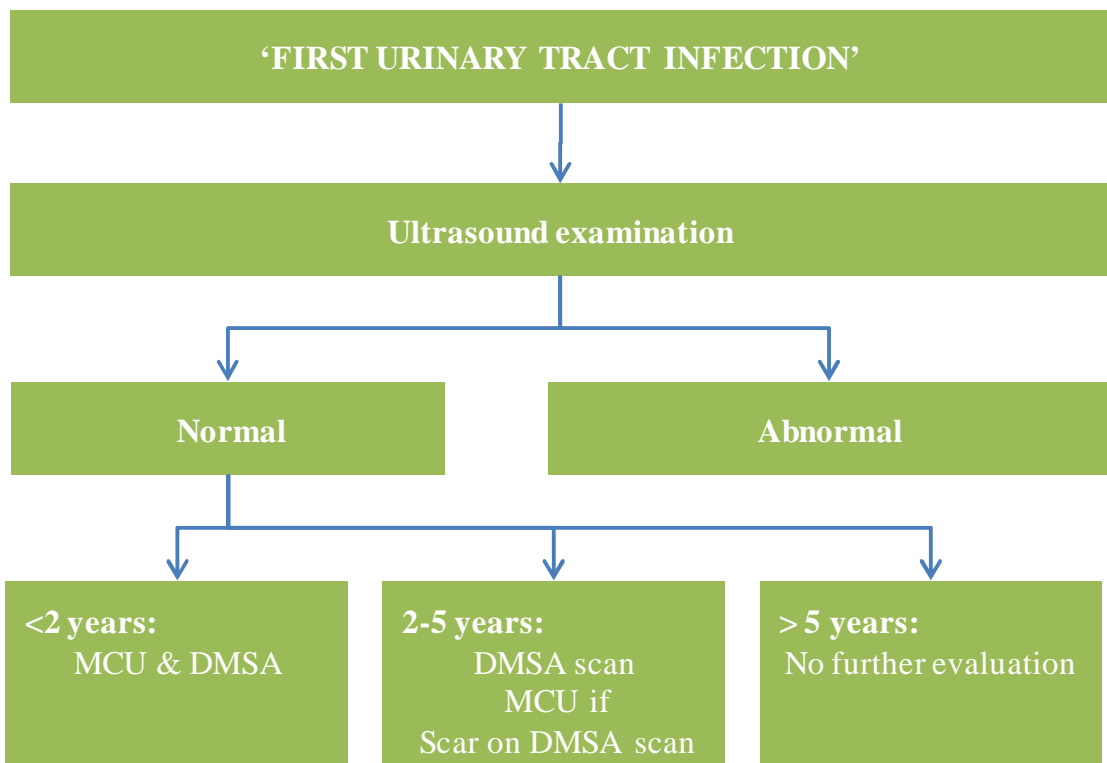 ‘FIRST URINARY TRACT INFECTION’
Ultrasound examination
Normal
Abnormal
<2 years:
MCU & DMSA
2-5 years:
DMSA scan
MCU if
Scar on DMSA scan
> 5 years:
No further evaluation